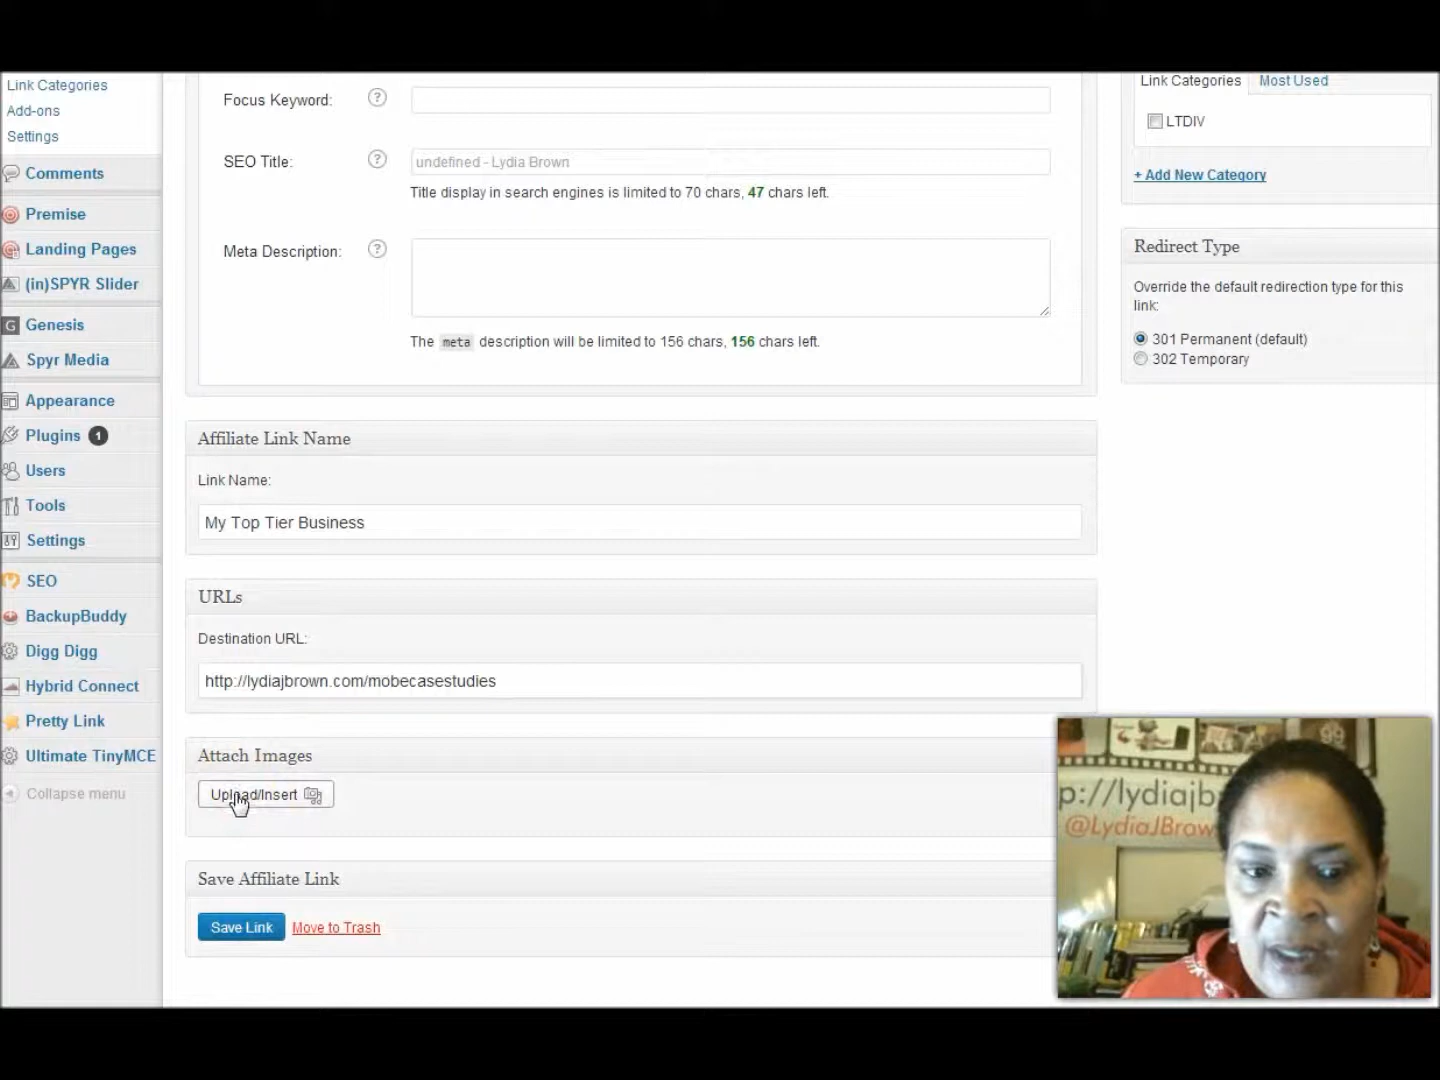 Link Categories
Add-ons
Settings
Comments
Premise
Landing Pages
(in)SPYR Slider
Genesis
Spyr Media
Appearance
Plugins 1
Users
Tools
Settings
SEO
BackupBuddy
Digg Digg
Hybrid Connect
Pretty Link
Ultimate TinyMCE
Collapse menu
Focus Keyword: ?
SEO Title: ? undefined - Lydia Brown
Title display in search engines is limited to 70 chars, 47 chars left.
Meta Description: ?
The meta description will be limited to 156 chars, 156 chars left.
Affiliate Link Name
Link Name:
My Top Tier Business
URLs
Destination URL:
http://lydiajbrown.com/mobecasestudies
Attach Images
Upload/Insert
Save Affiliate Link
Save Link Move to Trash
Link Categories Most Used
LTDIV
+ Add New Category
Redirect Type
Override the default redirection type for this
link:
301 Permanent (default)
302 Temporary
p://lydiajb
@LydiaJBrow